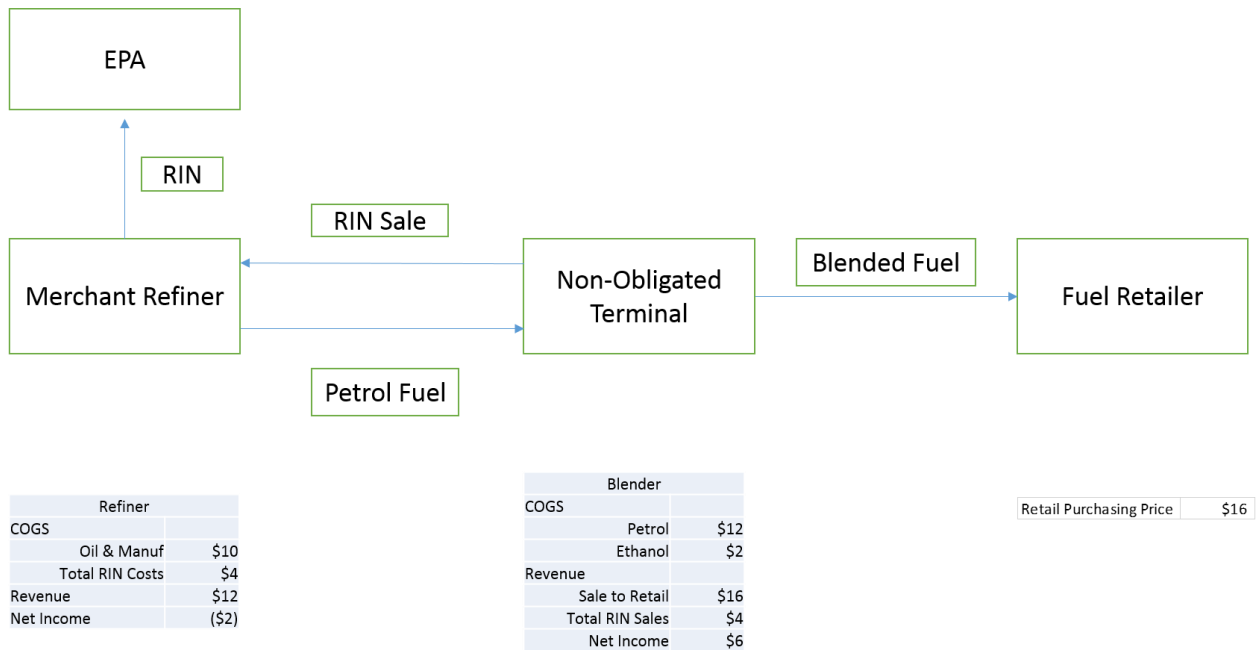 EPA
RIN
RIN Sale
Merchant Refiner
Non-Obligated
Terminal
Blended Fuel
Fuel Retailer
Petrol Fuel
Refiner
COGS
Oil & Manuf $10
Total RIN Costs $4
Revenue $12
Net Income ($2)
Blender
COGS
Petrol $12
Ethanol $2
Revenue
Sale to Retail $16
Total RIN Sales $4
Net Income $6
Retail Purchasing Price $16